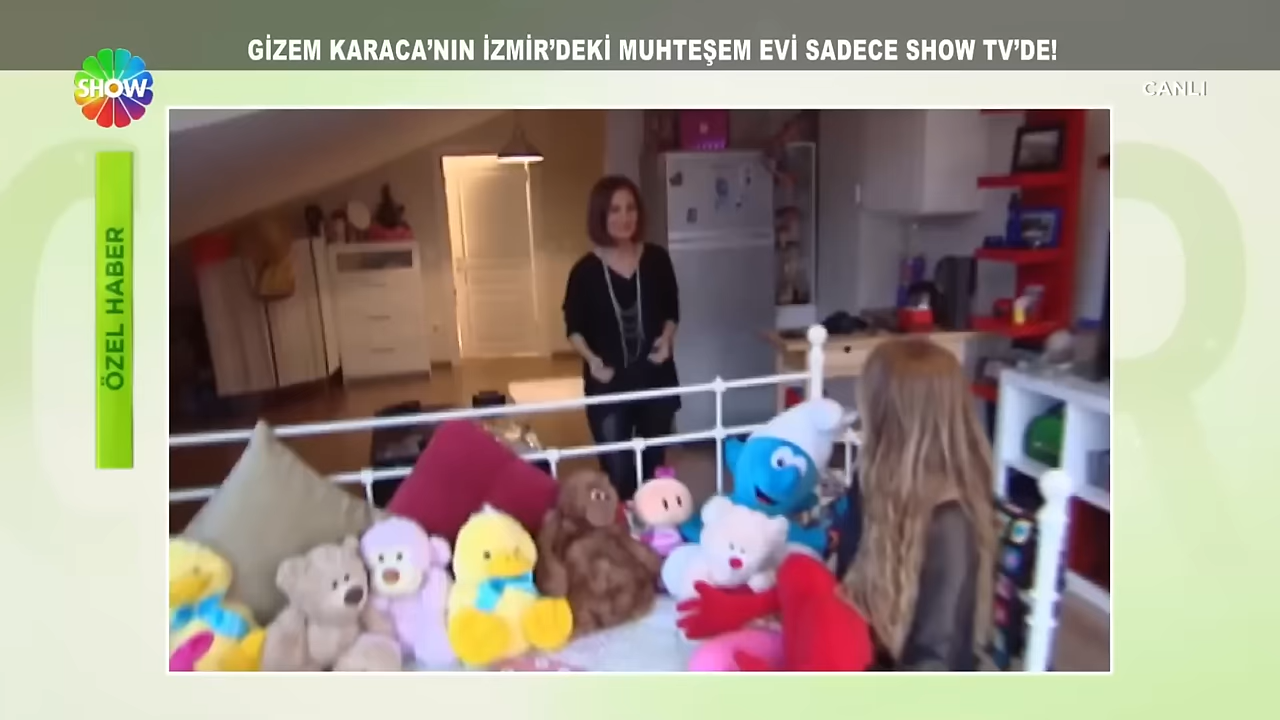 GİZEM KARACA'NIN İZMİR'DEKİ MUHTEŞEM EVİ SADECE SHOW TV'DE!
SHOW
CANLI
ÖZEL HABER